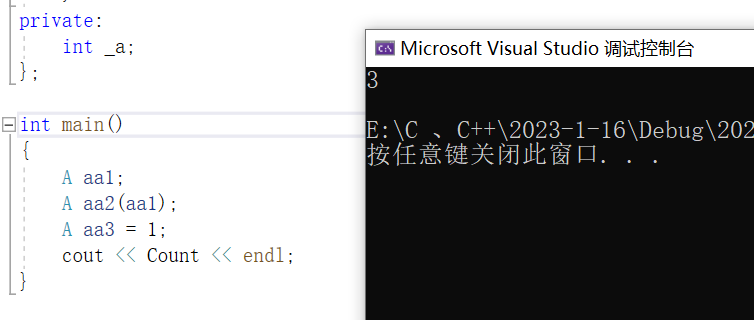 private:
    int _a;
};
int main()
{
    A aa1;
    A aa2(aa1);
    A aa3 = 1;
    cout << Count << endl;
}
Microsoft Visual Studio 调试控制台
3
E:\C 、C++\2023-1-16\Debug\202
按任意键关闭此窗口. . .